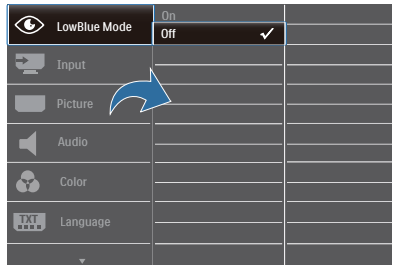 LowBlue Mode
On
Off
Input
Picture
Audio
Color
TXT
Language